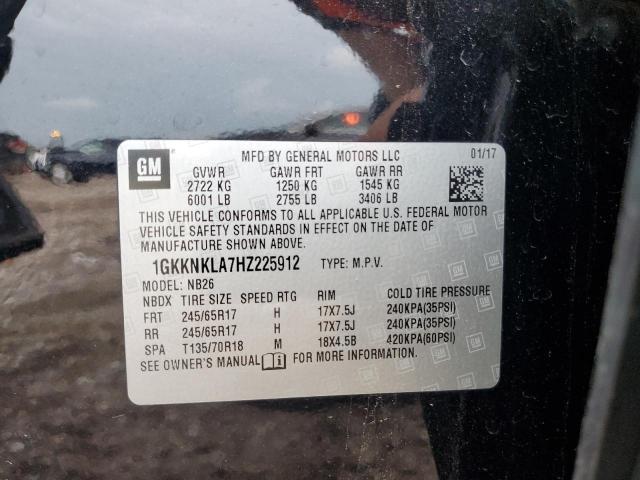 GM
MFD BY GENERAL MOTORS LLC 01/17
GVWR GAWR FRT GAWR RR
2722 KG 1250 KG 1545 KG
6001 LB 2755 LB 3406 LB
THIS VEHICLE CONFORMS TO ALL APPLICABLE U.S. FEDERAL MOTOR
VEHICLE SAFETY STANDARDS IN EFFECT ON THE DATE OF
MANUFACTURE SHOWN ABOVE.
1GKKNKLA7HZ225912 TYPE: M.P.V.
MODEL: NB26
NBDX TIRE SIZE SPEED RTG RIM COLD TIRE PRESSURE
FRT 245/65R17 H 17X7.5J 240KPA(35PSI)
RR 245/65R17 H 17X7.5J 240KPA(35PSI)
SPA T135/70R18 M 18X4.5B 420KPA(60PSI)
SEE OWNER'S MANUAL FOR MORE INFORMATION.